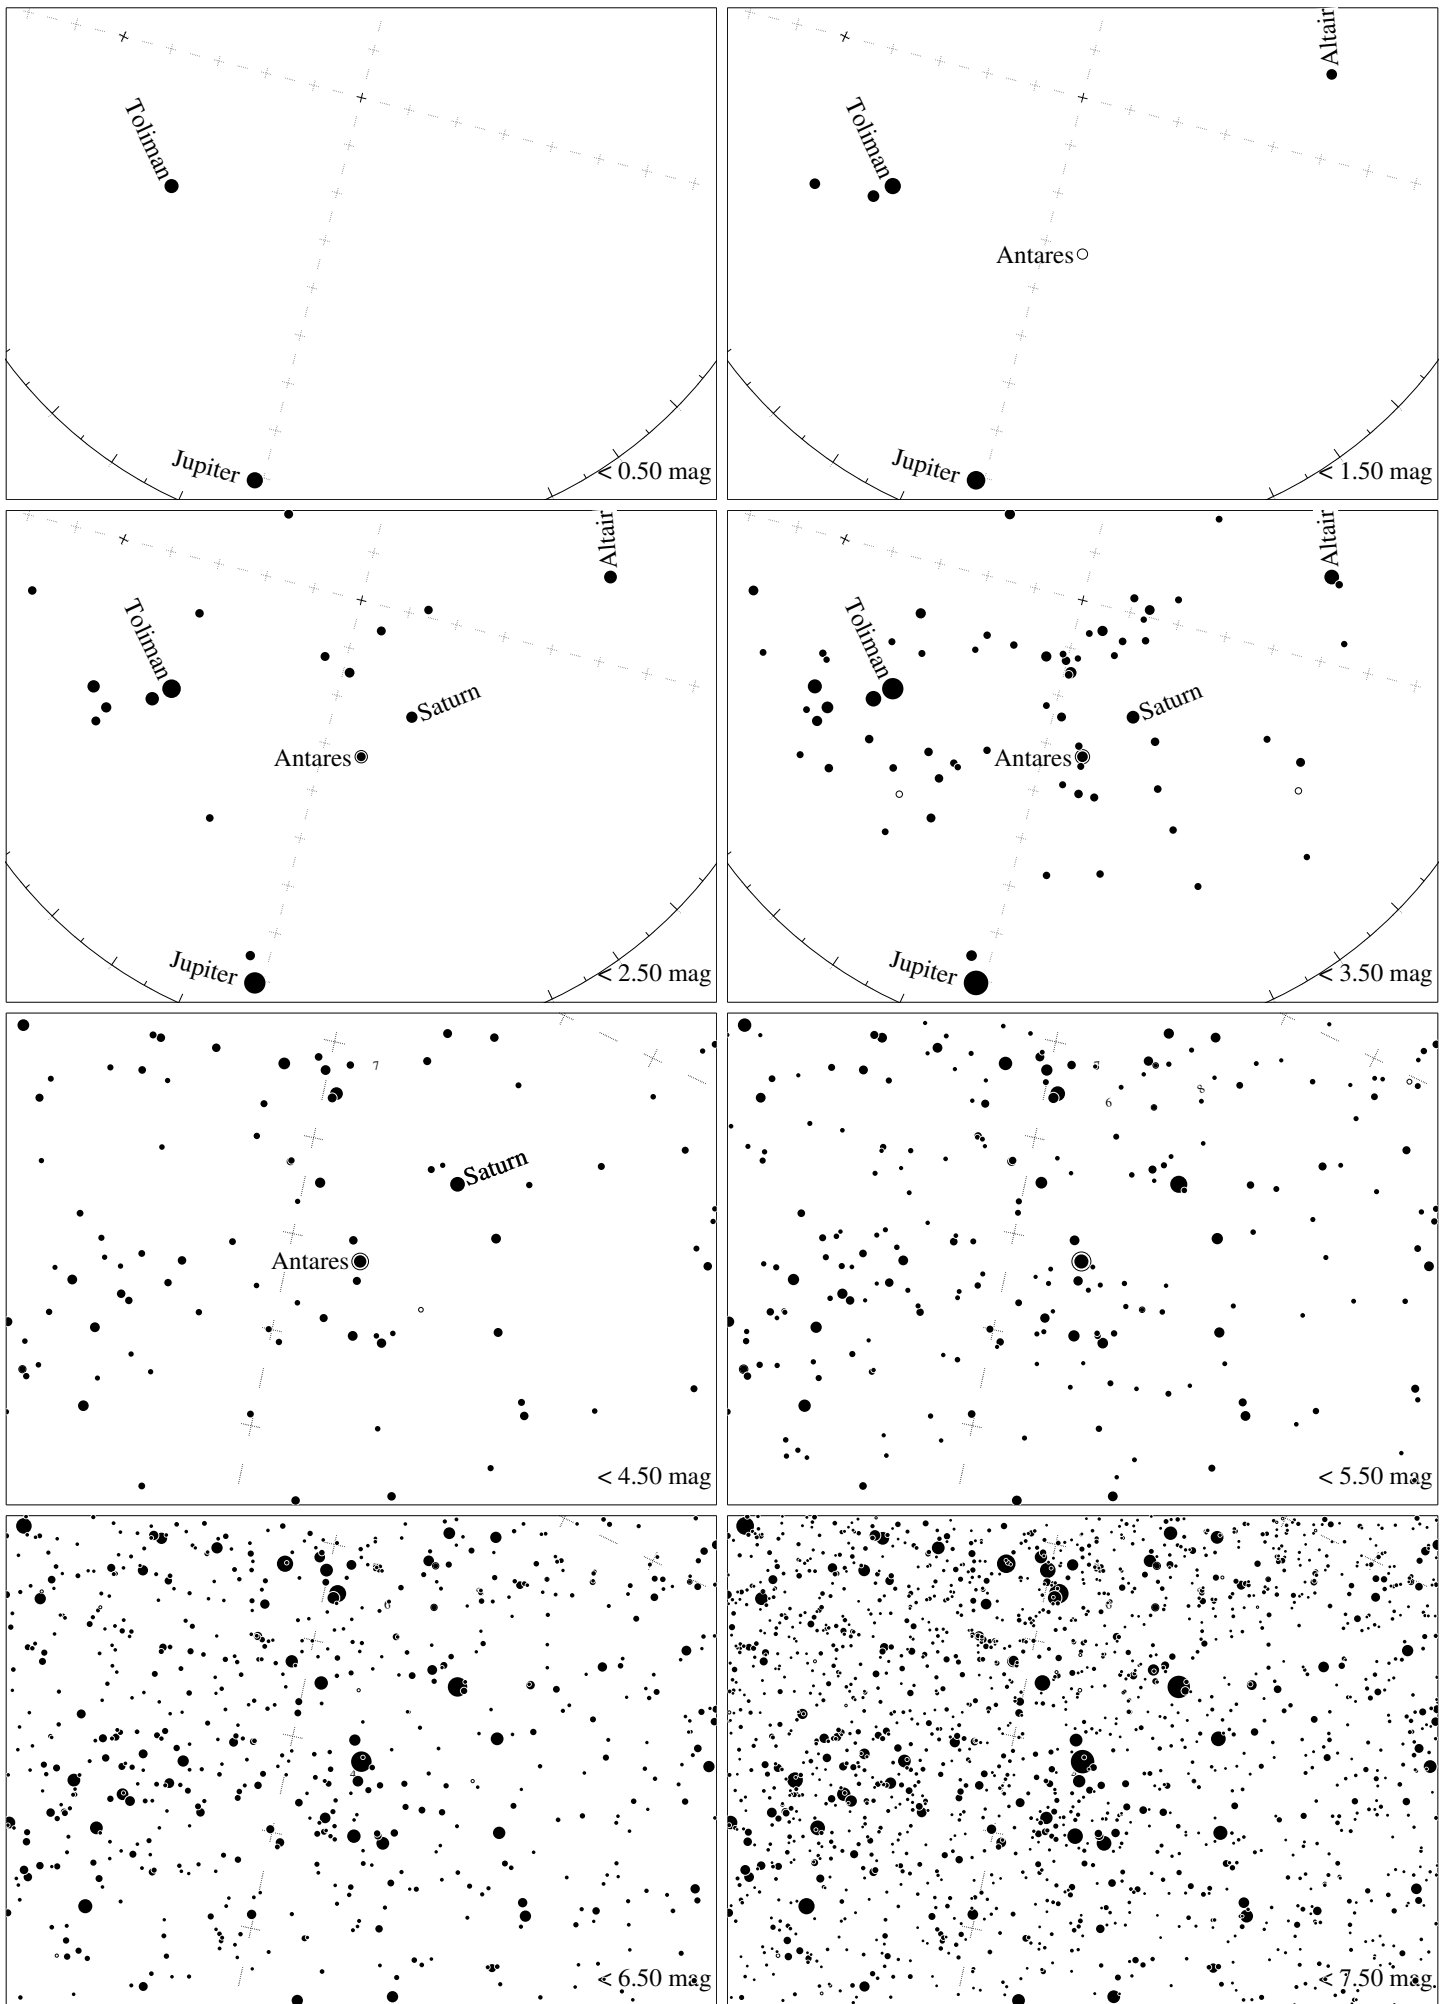 Toliman
Jupiter
< 0.50 mag
Altair
Toliman
Antares
Jupiter
< 1.50 mag
Altair
Toliman
Saturn
Antares
Jupiter
< 2.50 mag
Altair
Toliman
Saturn
Antares
Jupiter
< 3.50 mag
7
Saturn
Antares
< 4.50 mag
6
< 5.50 mag
< 6.50 mag
< 7.50 mag